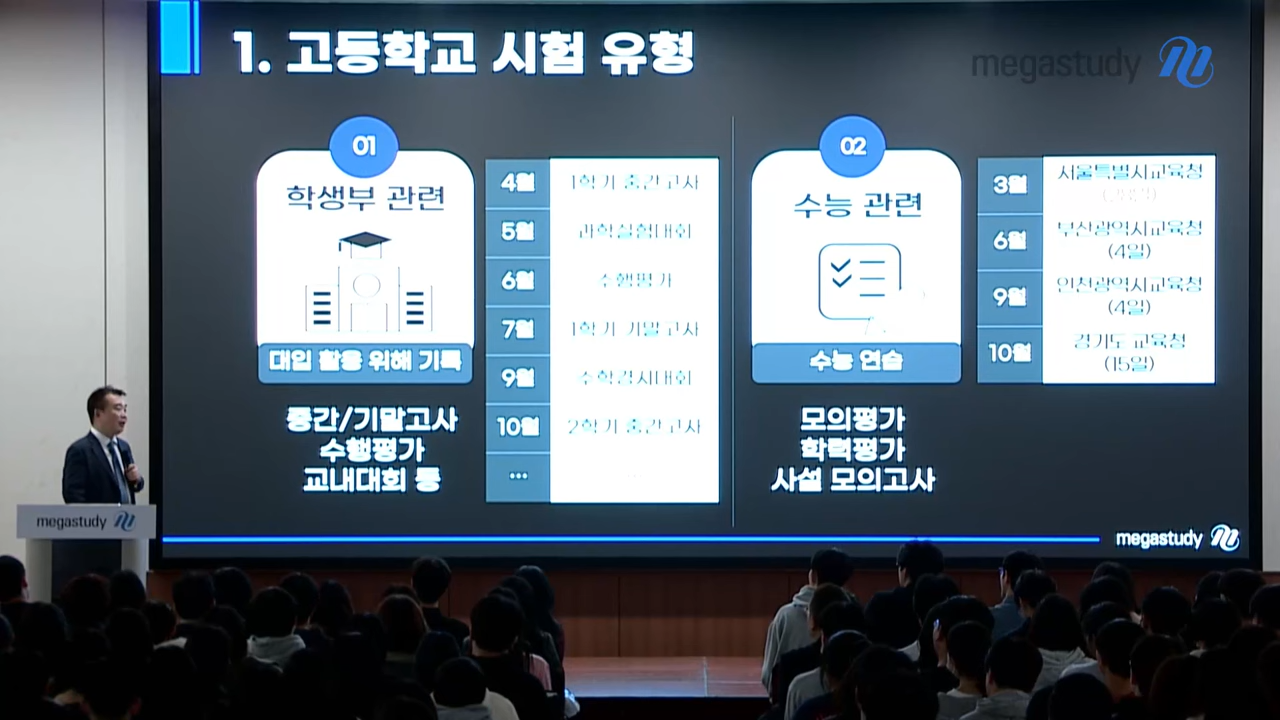 1. 고등학교 시험 유형
megastudy
01
학생부 관련
대입 활용 위해 기록
중간/기말고사
수행평가
교내대회 등
4월 1학기 중간고사
5월 과학실험대회
6월 수행평가
7월 1학기 기말고사
9월 수학경시대회
10월 2학기 중간고사
...
02
수능 관련
수능 연습
모의평가
학력평가
사설 모의고사
3월 서울특별시교육청
6월 부산광역시교육청
(4일)
9월 인천광역시교육청
(4일)
10월 경기도 교육청
(15일)
megastudy
megastudy